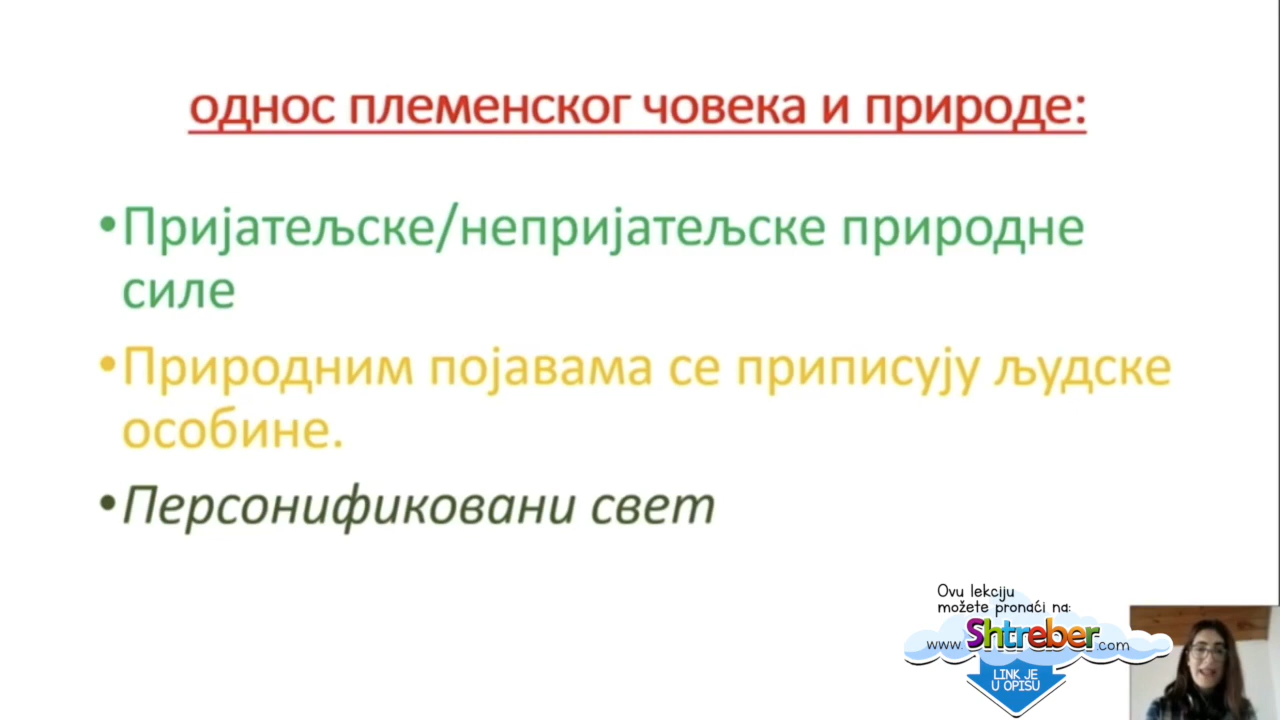 однос племенског човека и природе:
•Пријатељске/непријатељске природне
силе
•Природним појавама се приписују људске
особине.
•Персонификовани свет
Ovu lekciju
možete pronaći na:
www.Shtreber.com
LINK JE
U OPISU